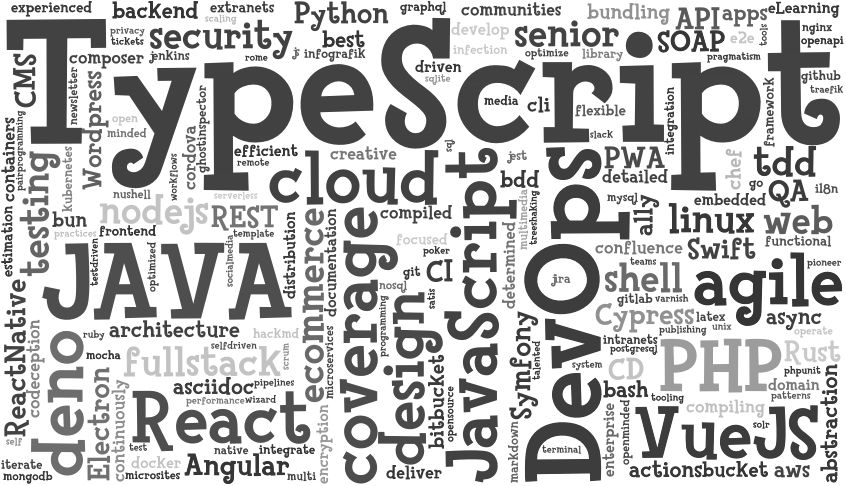 experienced
backend
extranets
Python
graphql
communities
bundling
API
apps
eLearning
scaling
privacy
tickets
security
js
infografik
best
develop
infection
senior
SOAP
e2e
tools
nginx
openapi
TypeScript
CMS
composer
jenkins
rome
driven
sqlite
optimize
library
pragmatism
github
traefik
newsletter
Wordpress
cordova
ghostinspector
media
cli
flexible
slack
integration
framework
open
minded
containers
pairprogramming
kubernetes
workflows
efficient
remote
creative
sql
jest
PWA
detailed
chef
tdd
go
QA
il8n
testing
estimation
nushell
serverless
cloud
bdd
multimedia
treeshaking
mysql
ally
embedded
bun
nodejs
REST
compiled
linux
web
practices
frontend
template
focused
determined
confluence
Swift
functional
testdriven
optimized
socialmedia
distribution
ecommerce
documentation
coverage
poker
git
CI
JavaScript
DevOps
teams
pioneer
JAVA
nosql
satis
jira
shell
agile
gitlab
varnish
ReactNative
codeception
deno
ruby
architecture
hackmd
microservices
programming
design
Symfony
talented
Cypress
latex
async
publishing
unix
operate
selfdriven
scrum
mocha
fullstack
intranets
postgresql
PHP
Rust
system
CD
phpunit
asciidoc
pipelines
bitbucket
opensource
bash
tooling
domain
patterns
Electron
continuously
React
performance
wizard
encryption
markdown
enterprise
openminded
compiling
VueJS
solr
abstraction
self
test
native
integrate
terminal
iterate
mongodb
docker
microsites
Angular
multi
deliver
actionsbucket
aws